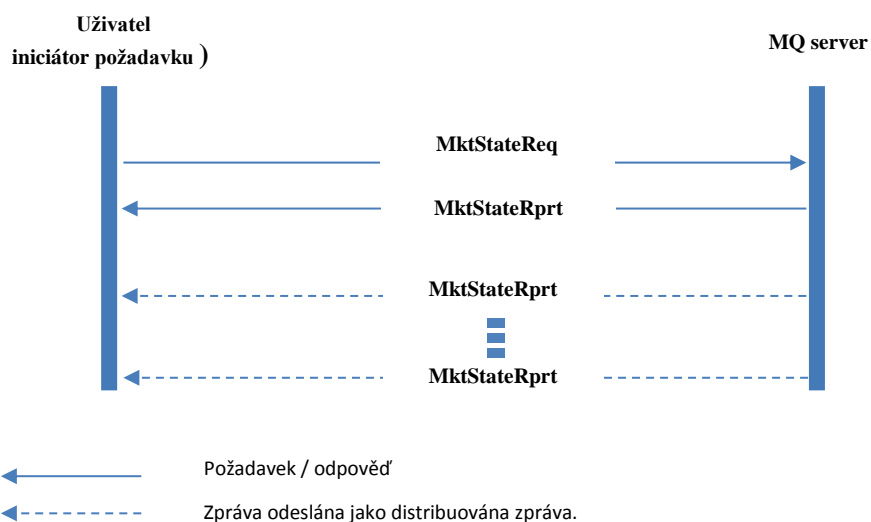 Uživatel
iniciátor požadavku )
MQ server
MktStateReq
MktStateRprt
MktStateRprt
MktStateRprt
Požadavek / odpověď
Zpráva odeslána jako distribuována zpráva.